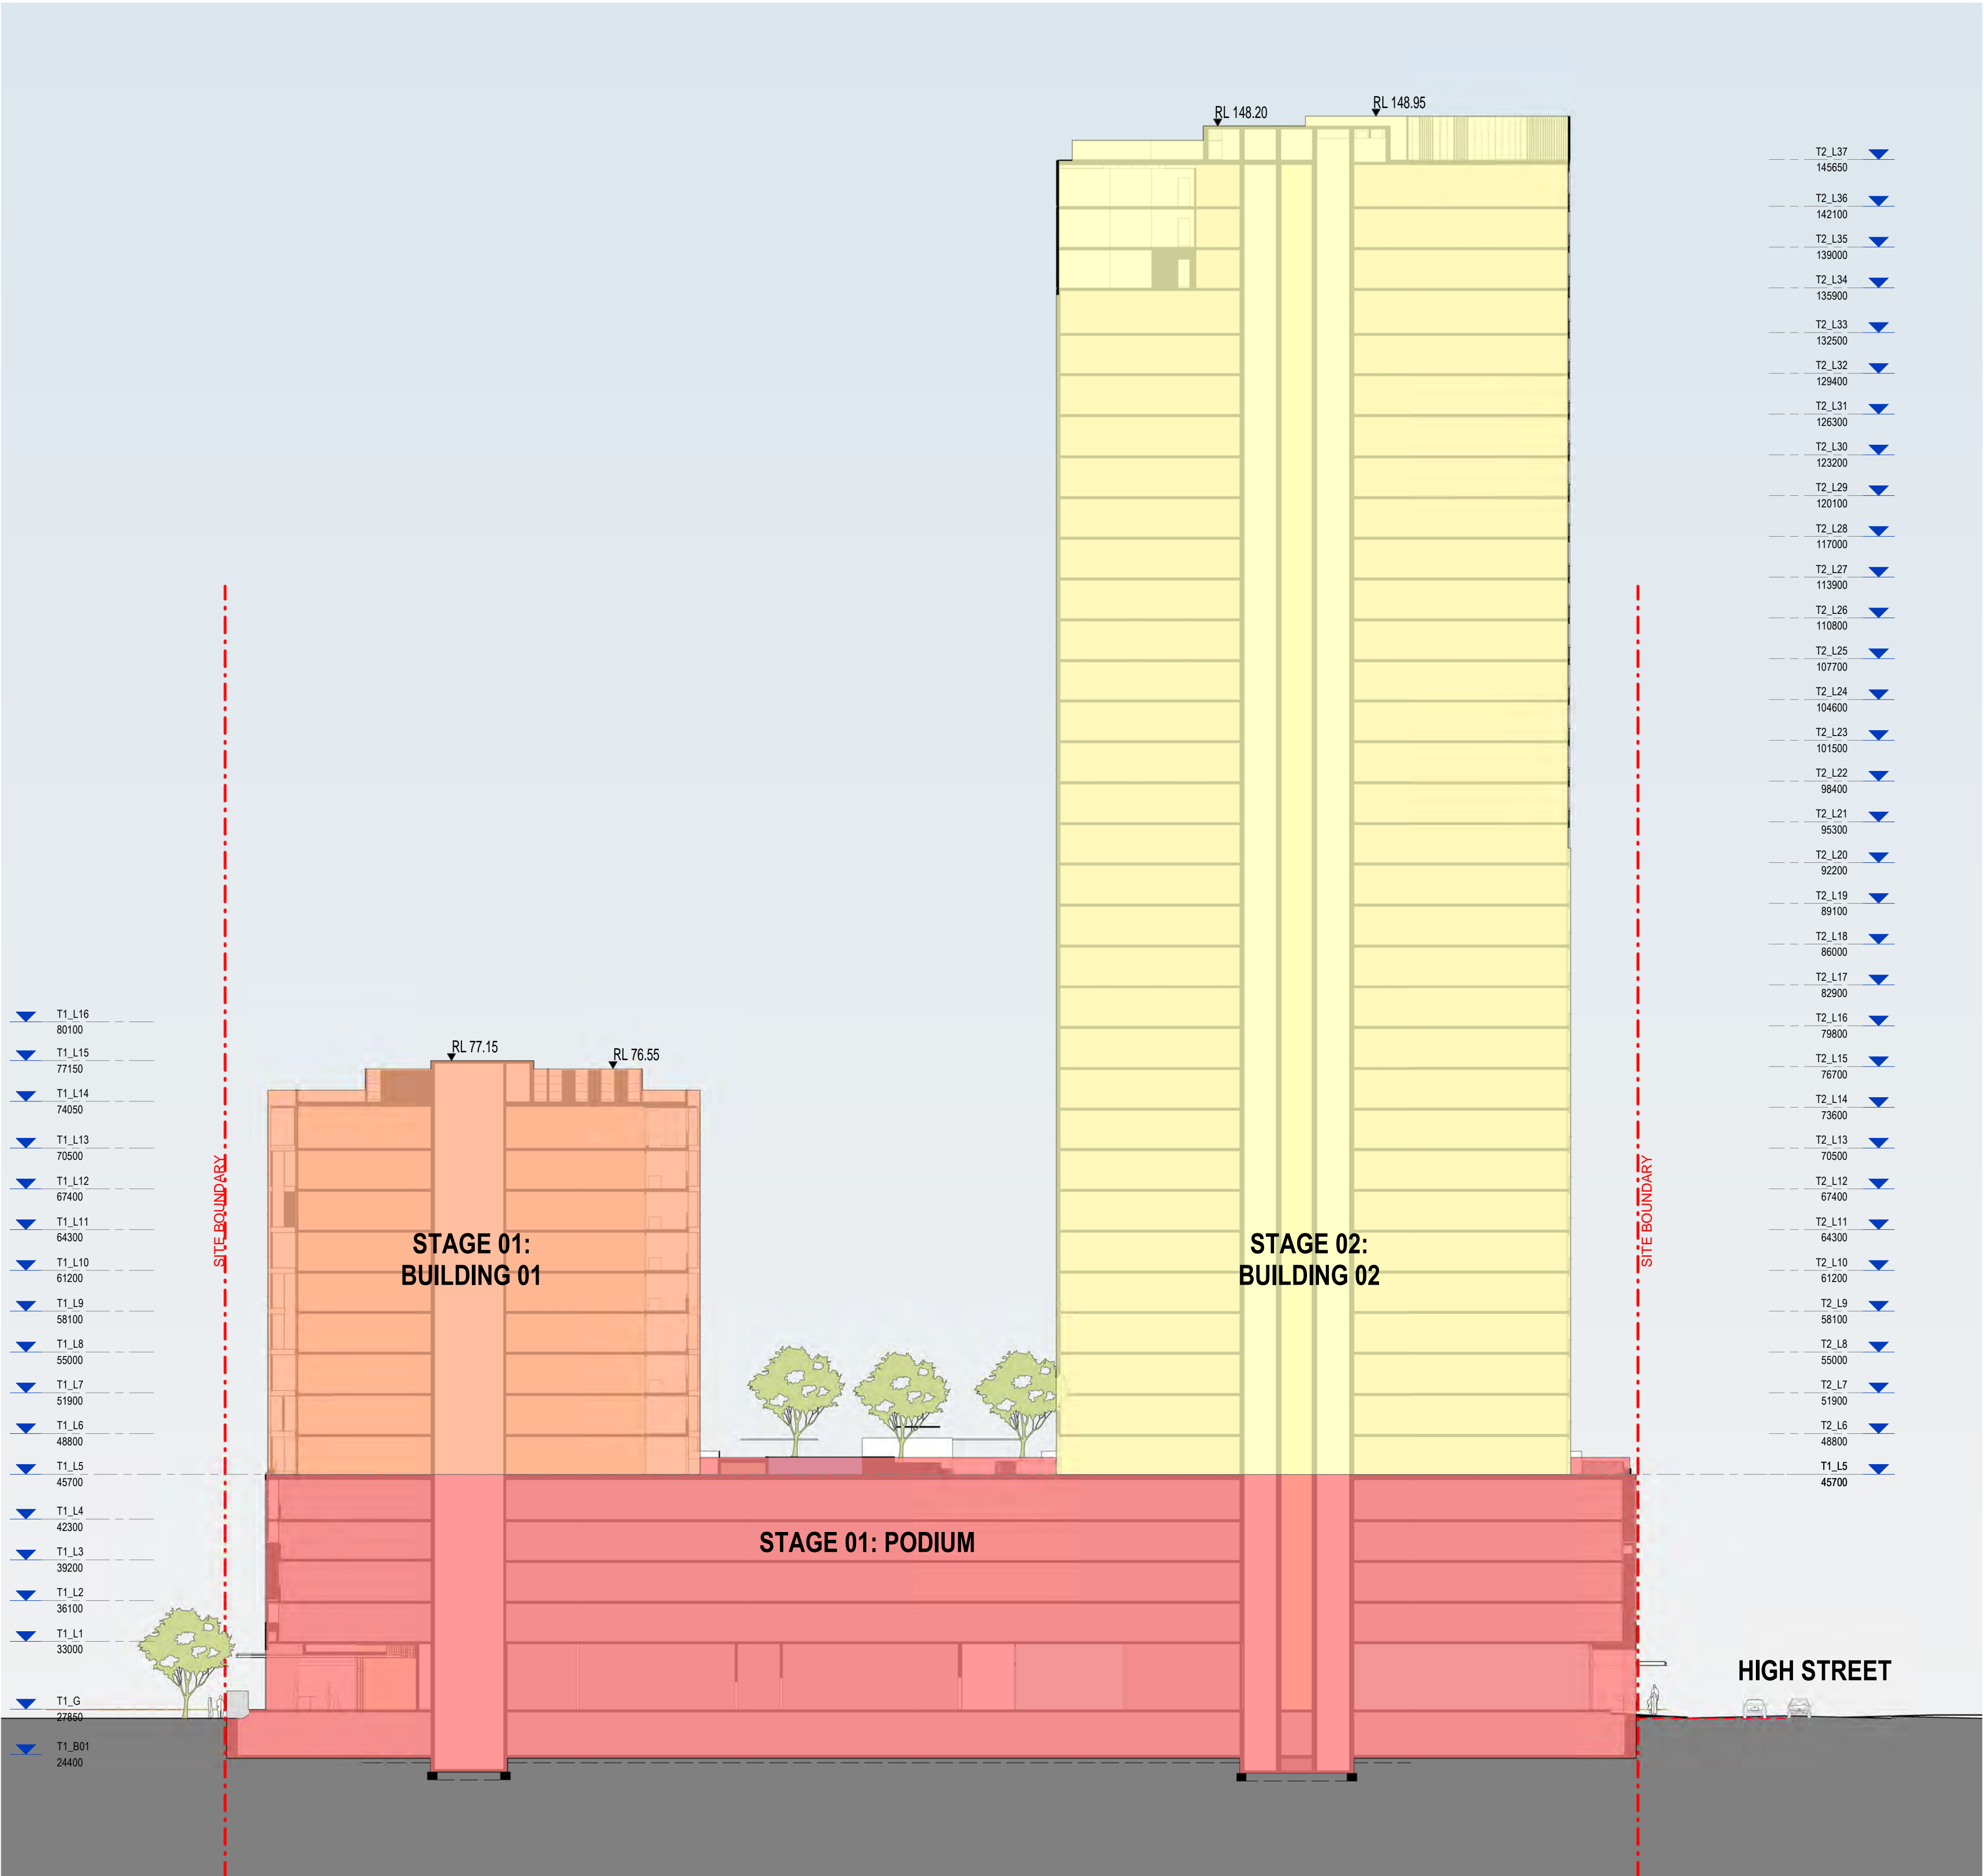 RL 148.20
RL 148.95
T2_L37
145650
T2_L36
142100
T2_L35
139000
T2_L34
135900
T2_L33
132500
T2_L32
129400
T2_L31
126300
T2_L30
123200
T2_L29
120100
T2_L28
117000
T2_L27
113900
T2_L26
110800
T2_L25
107700
T2_L24
104600
T2_L23
101500
T2_L22
98400
T2_L21
95300
T2_L20
92200
T2_L19
89100
T2_L18
86000
T2_L17
82900
T2_L16
79800
T2_L15
76700
T2_L14
73600
T2_L13
70500
T2_L12
67400
T2_L11
64300
T2_L10
61200
T2_L9
58100
T2_L8
55000
T2_L7
51900
T2_L6
48800
T1_L5
45700
T1_L16
80100
T1_L15
77150
T1_L14
74050
T1_L13
70500
T1_L12
67400
T1_L11
64300
T1_L10
61200
T1_L9
58100
T1_L8
55000
T1_L7
51900
T1_L6
48800
T1_L5
45700
T1_L4
42300
T1_L3
39200
T1_L2
36100
T1_L1
33000
T1_G
27850
T1_B01
24400
RL 77.15
RL 76.55
SITE BOUNDARY
SITE BOUNDARY
STAGE 01:
BUILDING 01
STAGE 02:
BUILDING 02
STAGE 01: PODIUM
HIGH STREET